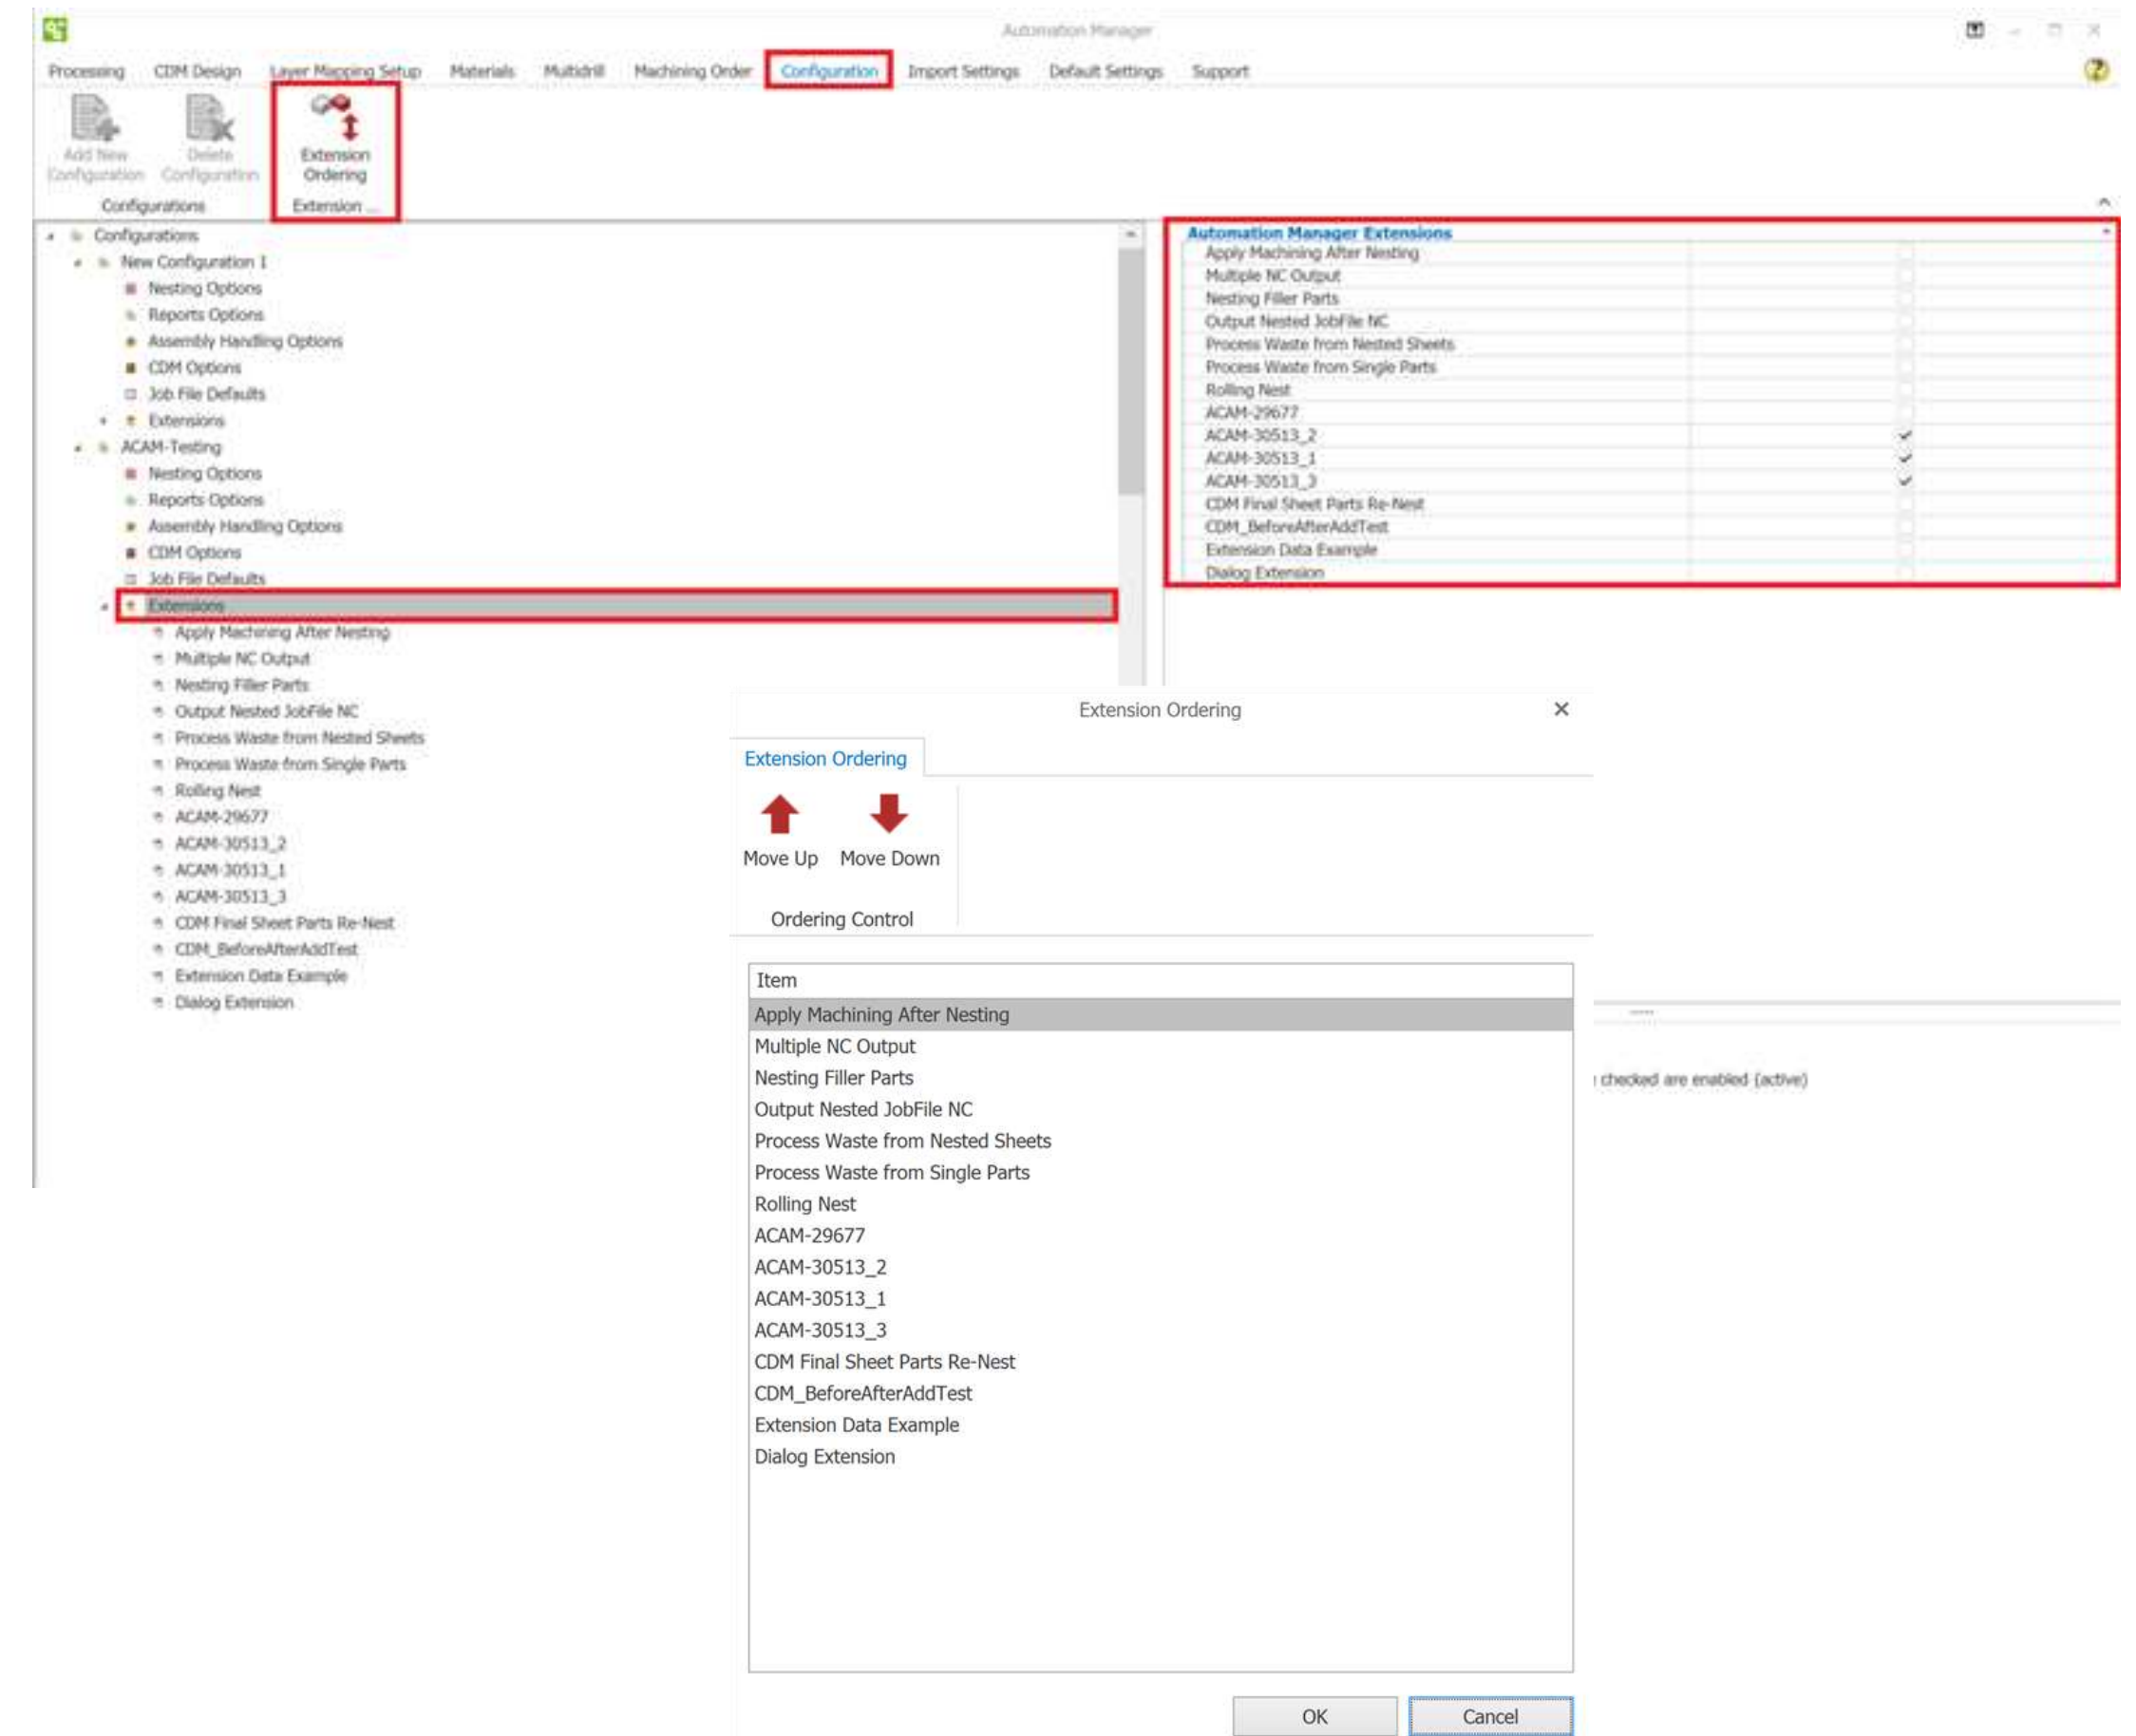 Automation Manager
Processing CDM Design Layer Mapping Setup Materials Multidrill Machining Order Configuration Import Settings Default Settings Support
Add New Configuration
Delete Configuration
Extension Ordering
Configurations
Extension ...
Configurations
New Configuration 1
Nesting Options
Reports Options
Assembly Handling Options
CDM Options
Job File Defaults
Extensions
ACAM-Testing
Nesting Options
Reports Options
Assembly Handling Options
CDM Options
Job File Defaults
Extensions
Apply Machining After Nesting
Multiple NC Output
Nesting Filler Parts
Output Nested JobFile NC
Process Waste from Nested Sheets
Process Waste from Single Parts
Rolling Nest
ACAM-29677
ACAM-30513_2
ACAM-30513_1
ACAM-30513_3
CDM Final Sheet Parts Re-Nest
CDM_BeforeAfterAddTest
Extension Data Example
Dialog Extension
Automation Manager Extensions
Apply Machining After Nesting
Multiple NC Output
Nesting Filler Parts
Output Nested JobFile NC
Process Waste from Nested Sheets
Process Waste from Single Parts
Rolling Nest
ACAM-29677
ACAM-30513_2
ACAM-30513_1
ACAM-30513_3
CDM Final Sheet Parts Re-Nest
CDM_BeforeAfterAddTest
Extension Data Example
Dialog Extension
checked are enabled (active)
Extension Ordering
Extension Ordering
Move Up Move Down
Ordering Control
Item
Apply Machining After Nesting
Multiple NC Output
Nesting Filler Parts
Output Nested JobFile NC
Process Waste from Nested Sheets
Process Waste from Single Parts
Rolling Nest
ACAM-29677
ACAM-30513_2
ACAM-30513_1
ACAM-30513_3
CDM Final Sheet Parts Re-Nest
CDM_BeforeAfterAddTest
Extension Data Example
Dialog Extension
OK Cancel